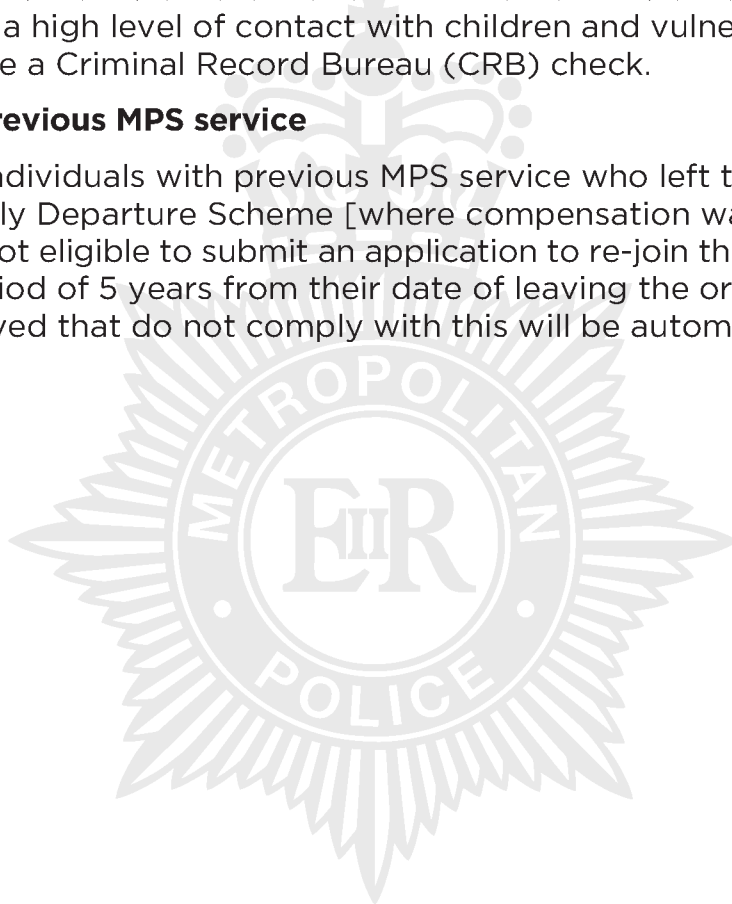 a high level of contact with children and vulne
e a Criminal Record Bureau (CRB) check.
revious MPS service
ndividuals with previous MPS service who left t
ly Departure Scheme [where compensation wa
ot eligible to submit an application to re-join th
iod of 5 years from their date of leaving the or
ved that do not comply with this will be autom
METROPOLITAN
EIIR
POLICE